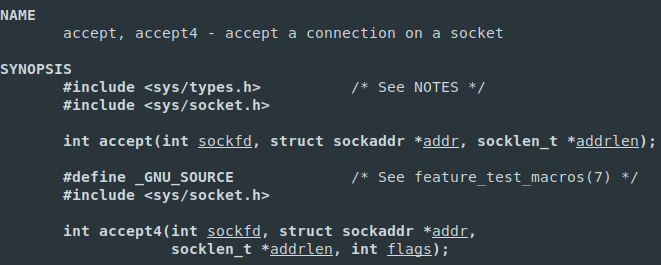 NAME
accept, accept4 - accept a connection on a socket
SYNOPSIS
#include <sys/types.h> /* See NOTES */
#include <sys/socket.h>
int accept(int sockfd, struct sockaddr *addr, socklen_t *addrlen);
#define _GNU_SOURCE /* See feature_test_macros(7) */
#include <sys/socket.h>
int accept4(int sockfd, struct sockaddr *addr,
socklen_t *addrlen, int flags);